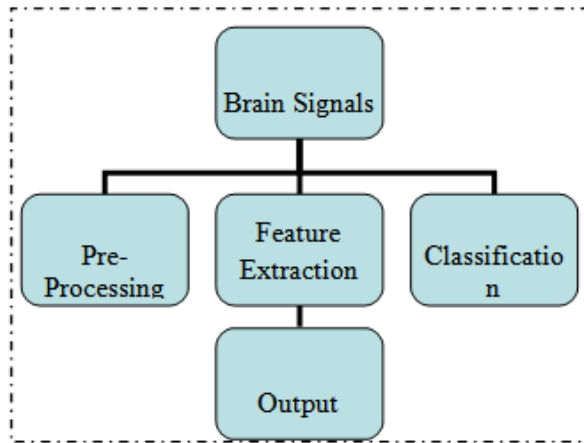 Brain Signals
Pre-
Processing
Feature
Extraction
Classificatio
n
Output